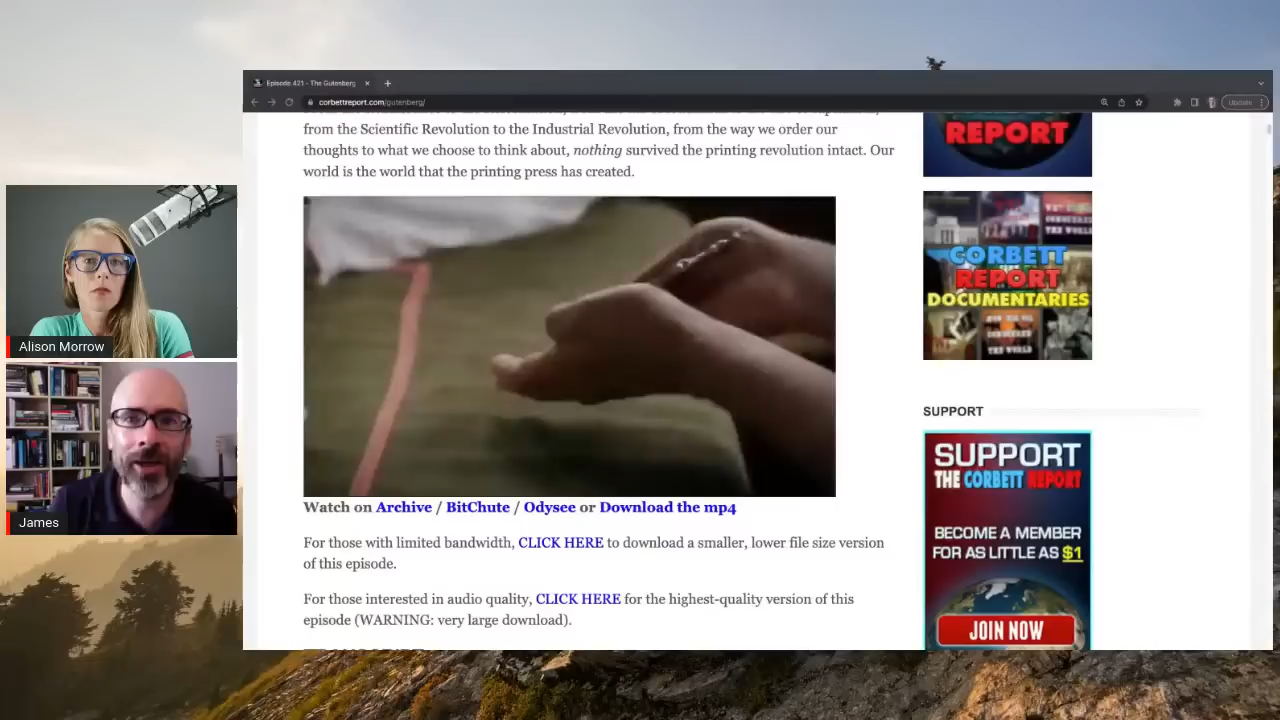 Episode 421 - The Gutenberg
corbettreport.com/gutenberg/
Update
from the Scientific Revolution to the Industrial Revolution, from the way we order our
thoughts to what we choose to think about, nothing survived the printing revolution intact. Our
world is the world that the printing press has created.
Watch on Archive / BitChute / Odysee or Download the mp4
For those with limited bandwidth, CLICK HERE to download a smaller, lower file size version
of this episode.
For those interested in audio quality, CLICK HERE for the highest-quality version of this
episode (WARNING: very large download).
REPORT
CORBETT
REPORT
DOCUMENTARIES
SUPPORT
SUPPORT
THE CORBETT REPORT
BECOME A MEMBER
FOR AS LITTLE AS $1
JOIN NOW
Alison Morrow
James